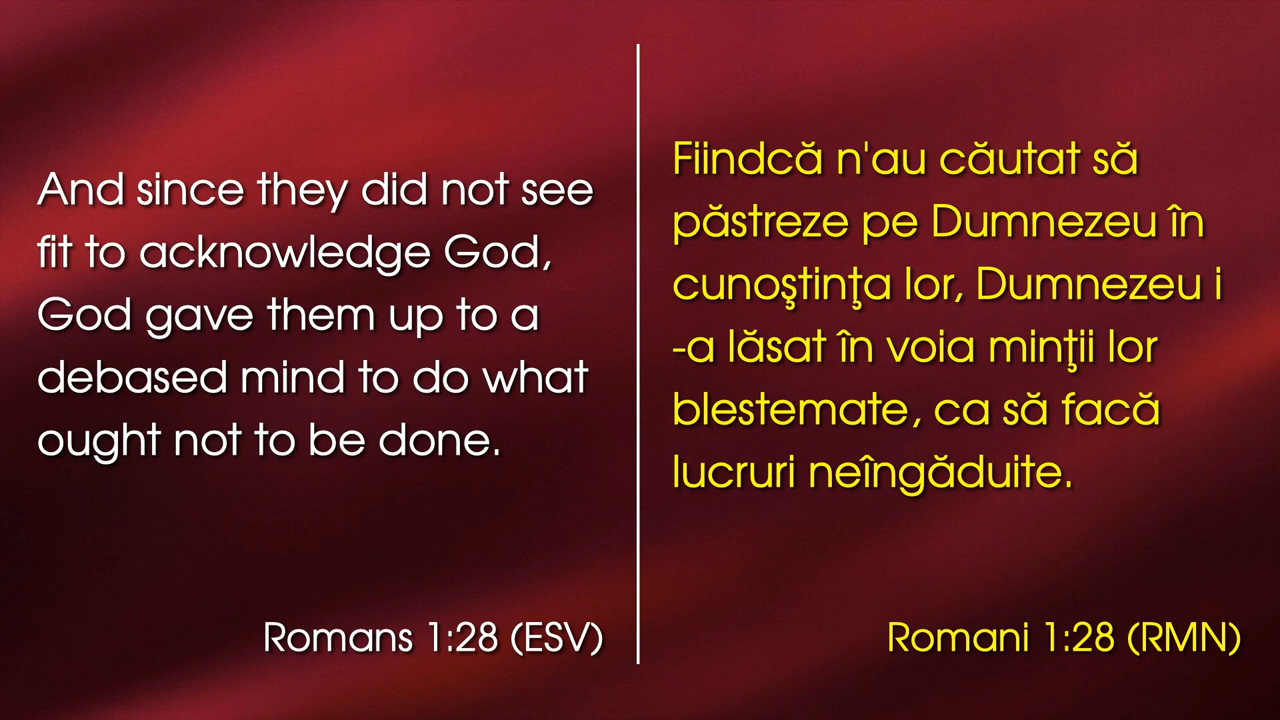 And since they did not see
fit to acknowledge God,
God gave them up to a
debased mind to do what
ought not to be done.
Romans 1:28 (ESV)
Fiindcă n'au căutat să
păstreze pe Dumnezeu în
cunoştinţa lor, Dumnezeu i
-a lăsat în voia minţii lor
blestemate, ca să facă
lucruri neîngăduite.
Romani 1:28 (RMN)